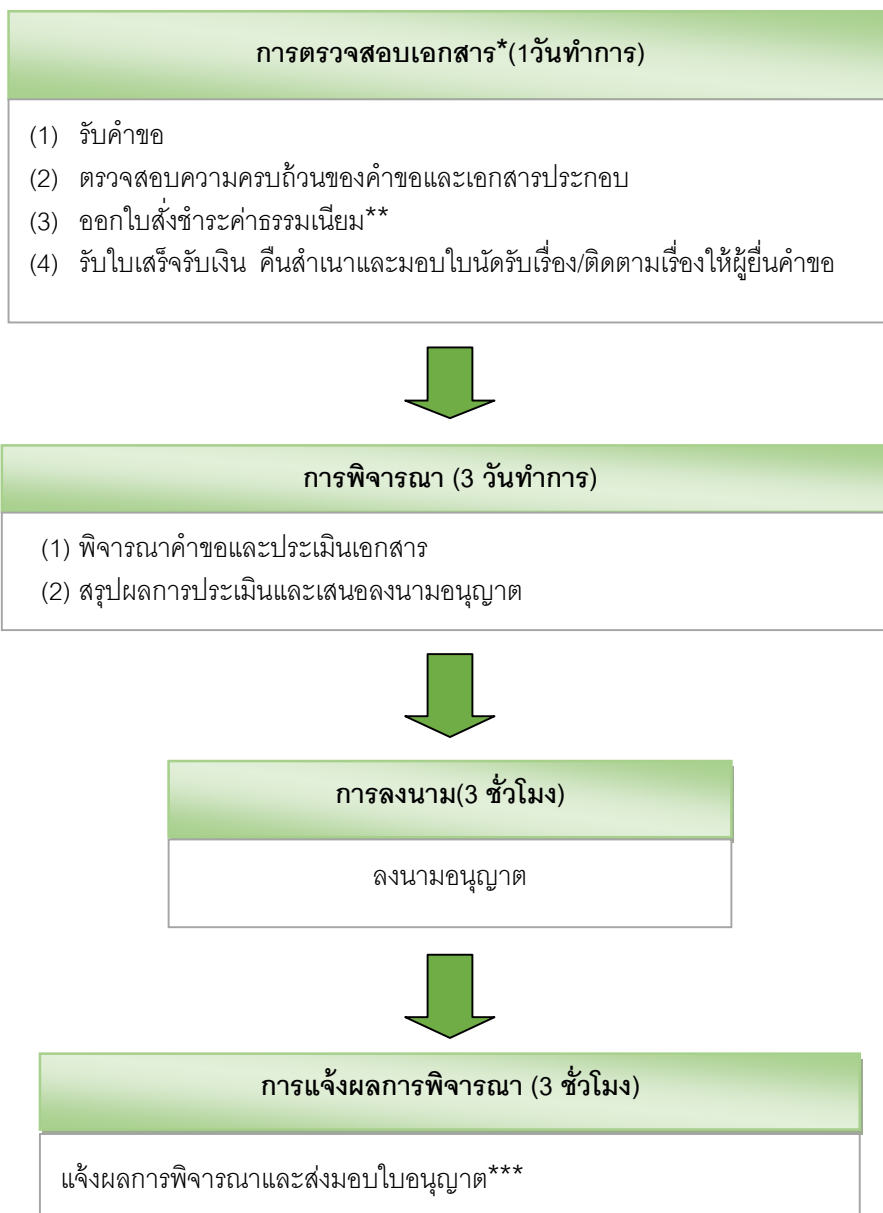 การตรวจสอบเอกสาร*(1วันทำการ)
(1) รับคำขอ
(2) ตรวจสอบความครบถ้วนของคำขอและเอกสารประกอบ
(3) ออกใบสั่งชำระค่าธรรมเนียม**
(4) รับใบเสร็จรับเงิน คืนสำเนาและมอบใบนัดรับเรื่อง/ติดตามเรื่องให้ผู้ยื่นคำขอ
การพิจารณา (3 วันทำการ)
(1) พิจารณาคำขอและประเมินเอกสาร
(2) สรุปผลการประเมินและเสนอลงนามอนุญาต
การลงนาม(3 ชั่วโมง)
ลงนามอนุญาต
การแจ้งผลการพิจารณา (3 ชั่วโมง)
แจ้งผลการพิจารณาและส่งมอบใบอนุญาต***